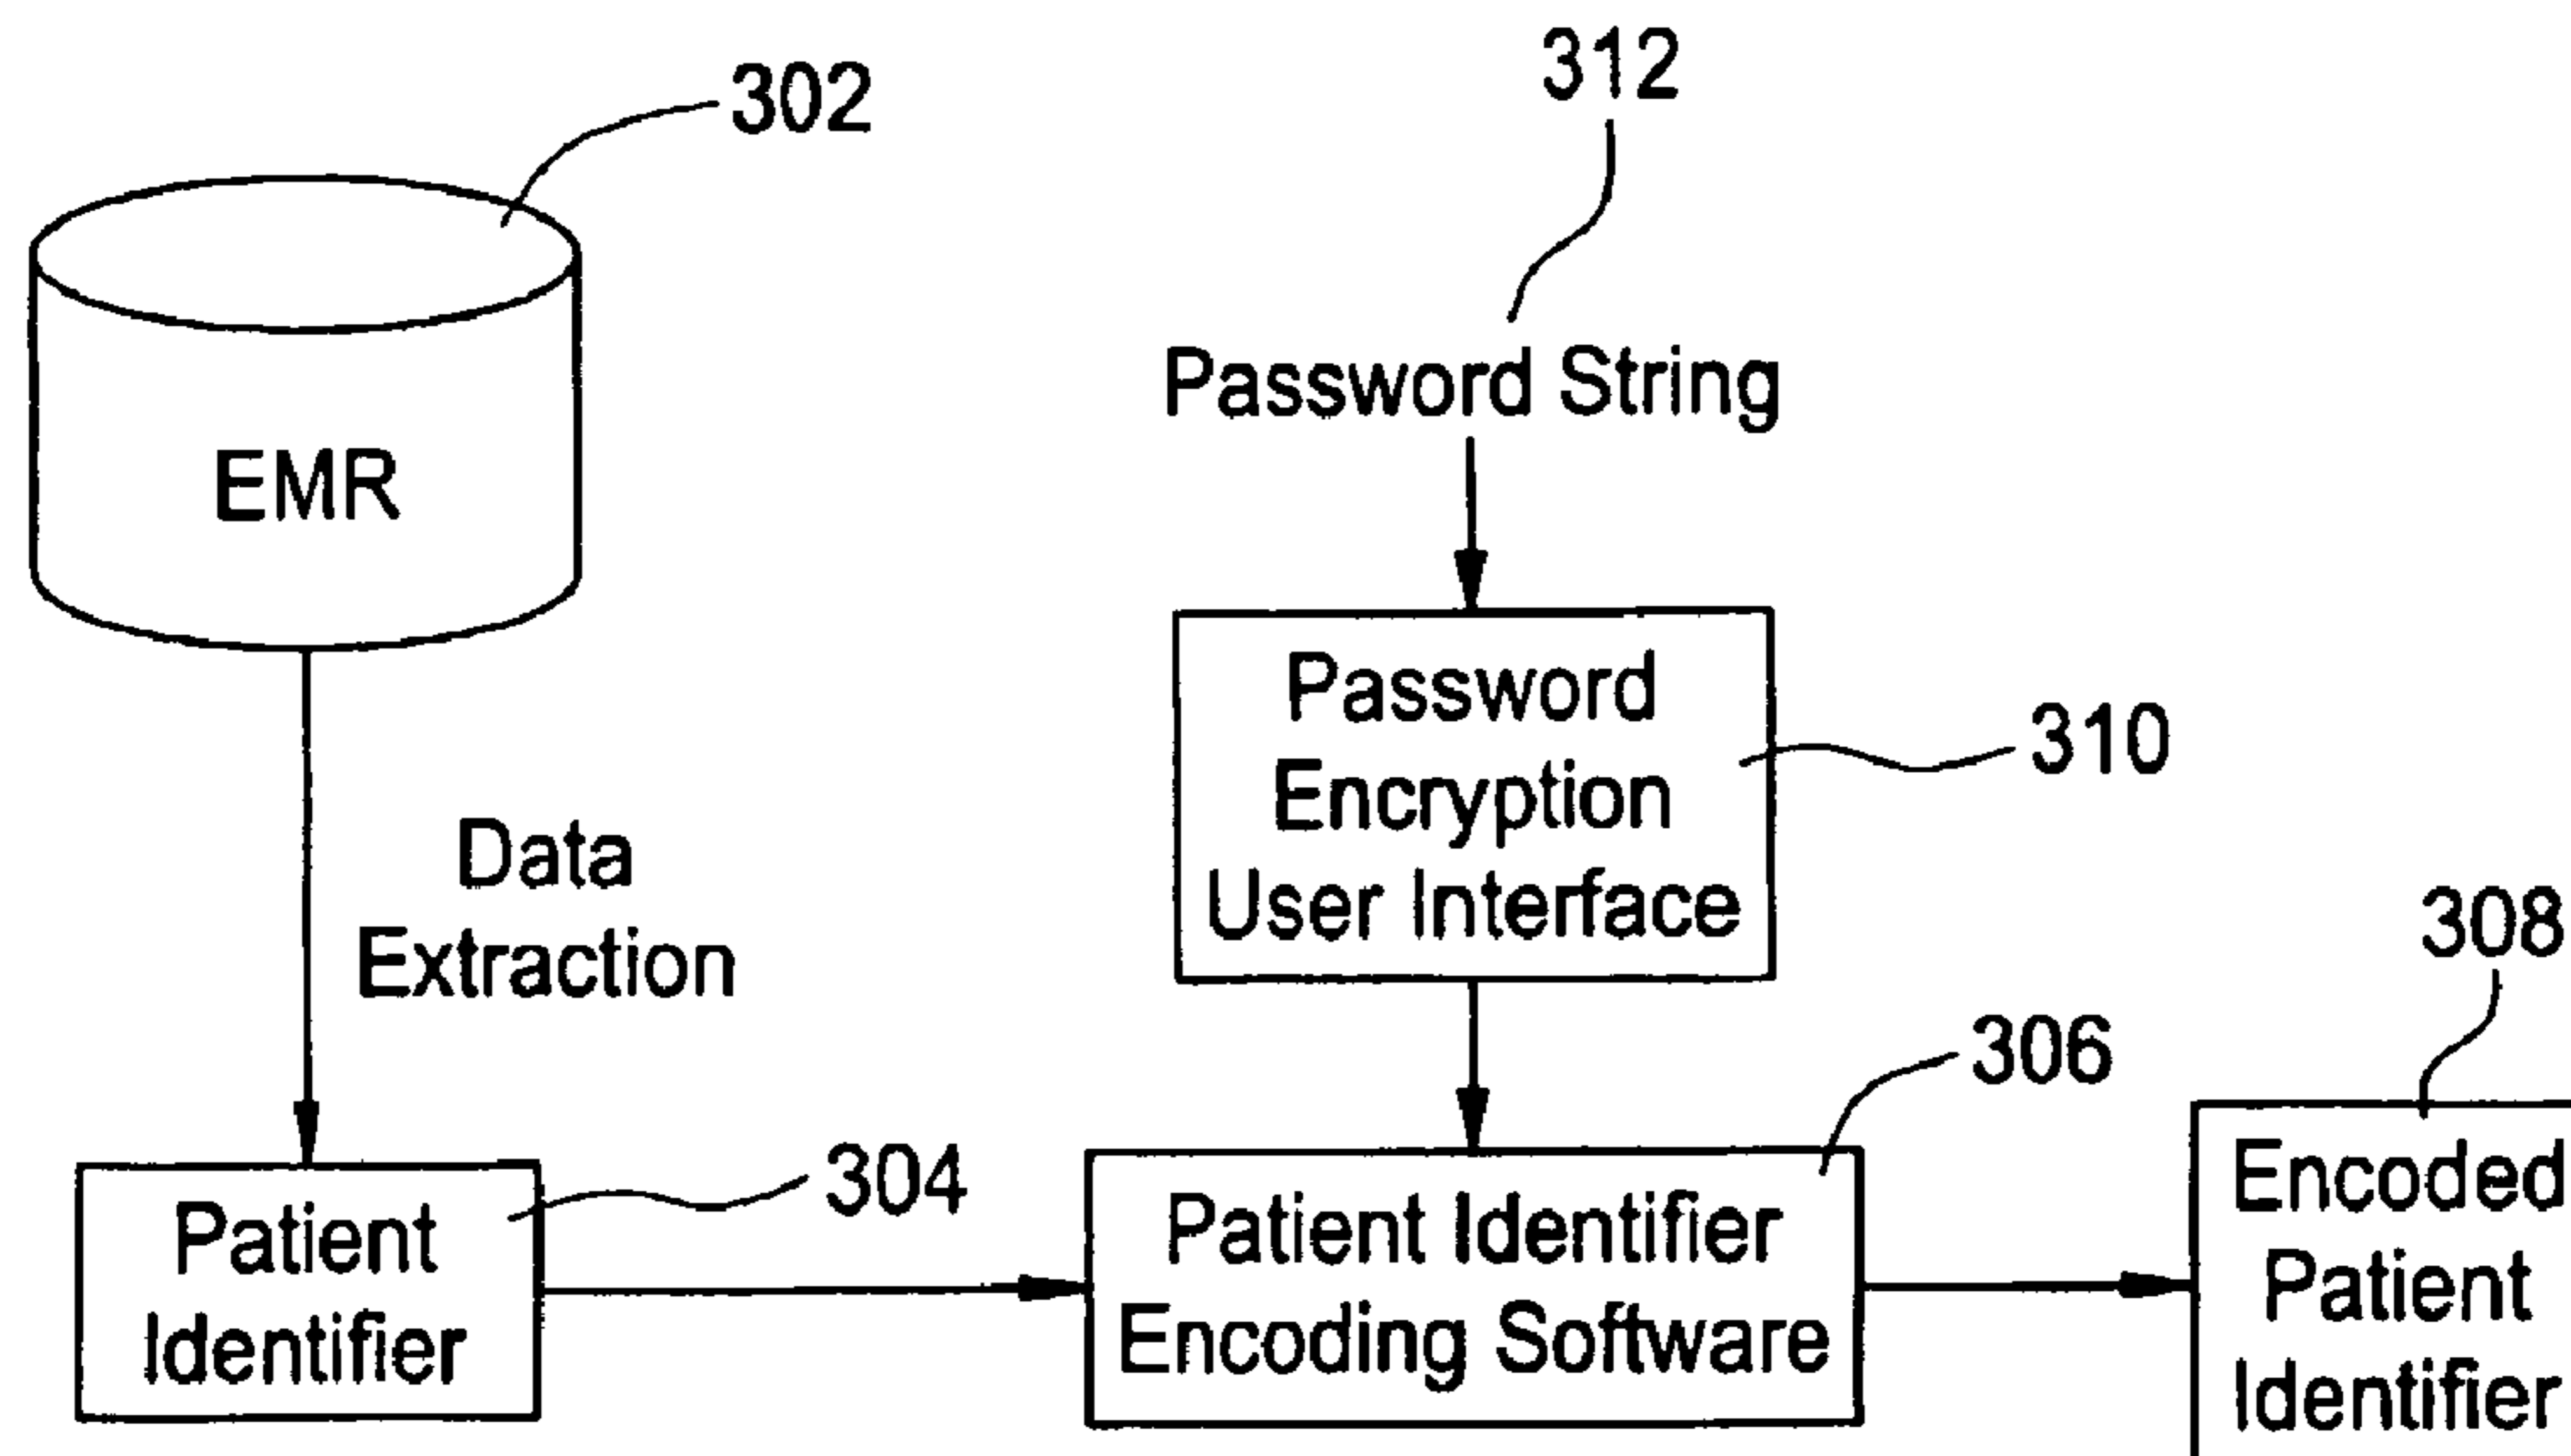 302
312
EMR
Password String
Password
Encryption
User Interface
310
Data
Extraction
308
306
304
Patient
Identifier
Patient Identifier
Encoding Software
Encoded
Patient
Identifier